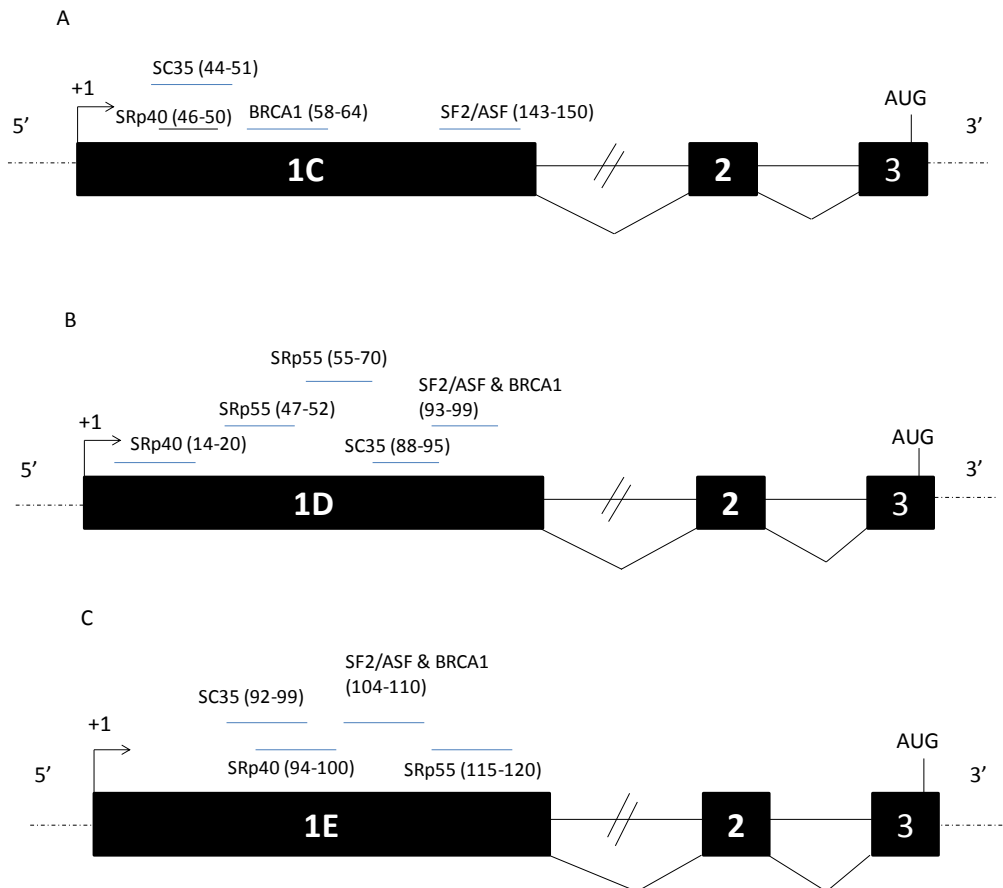 A
SC35 (44-51)
+1
SRp40 (46-50)
BRCA1 (58-64)
SF2/ASF (143-150)
AUG
5’
3’
1C
2
3
B
SRp55 (55-70)
SF2/ASF & BRCA1
(93-99)
SRp55 (47-52)
+1
SRp40 (14-20)
SC35 (88-95)
AUG
5’
3’
1D
2
3
C
SF2/ASF & BRCA1
(104-110)
SC35 (92-99)
+1
SRp40 (94-100)
SRp55 (115-120)
AUG
5’
3’
1E
2
3